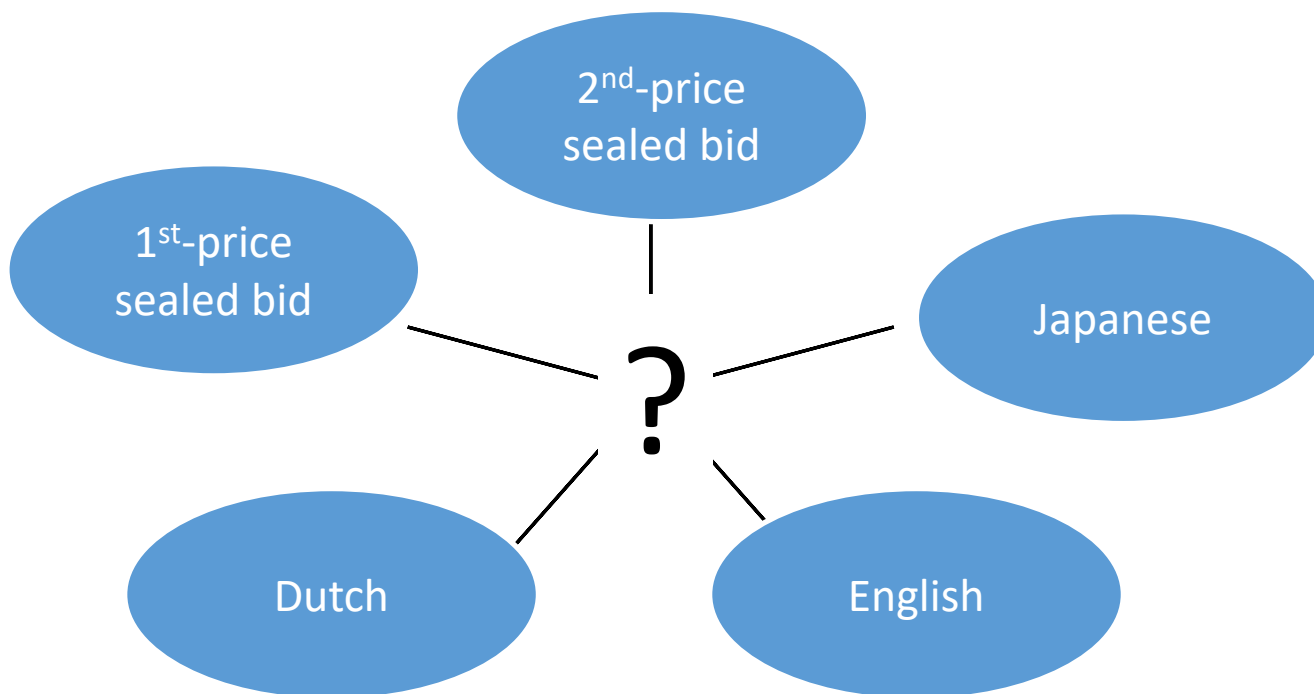 2nd-price
sealed bid
1st-price
sealed bid
Japanese
?
Dutch
English